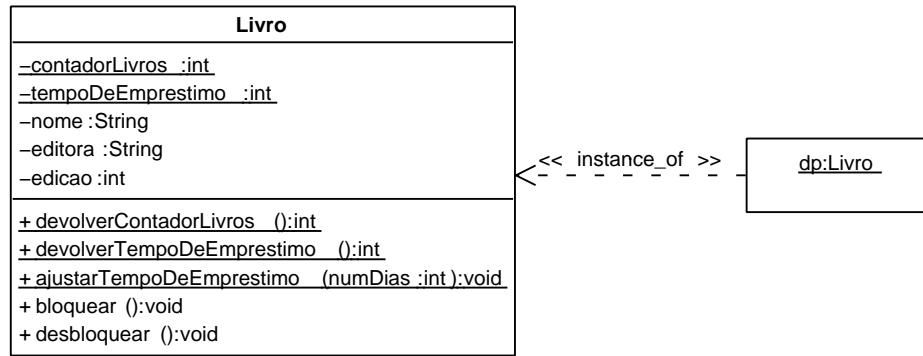 Livro
–contadorLivros :int
–tempoDeEmprestimo :int
–nome :String
–editora :String
–edicao :int
+ devolverContadorLivros ():int
+ devolverTempoDeEmprestimo ():int
+ ajustarTempoDeEmprestimo (numDias :int ):void
+ bloquear ():void
+ desbloquear ():void
<< instance_of >>
dp:Livro